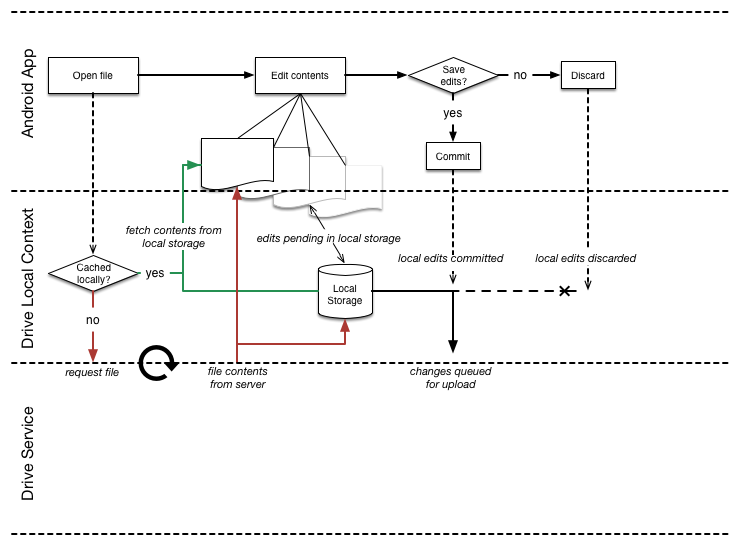 Android App
Open file
Edit contents
Save
edits?
no
Discard
yes
Commit
Drive Local Context
fetch contents from
local storage
edits pending in local storage
local edits committed
local edits discarded
Cached
locally?
yes
Local
Storage
no
request file
file contents
from server
changes queued
for upload
Drive Service